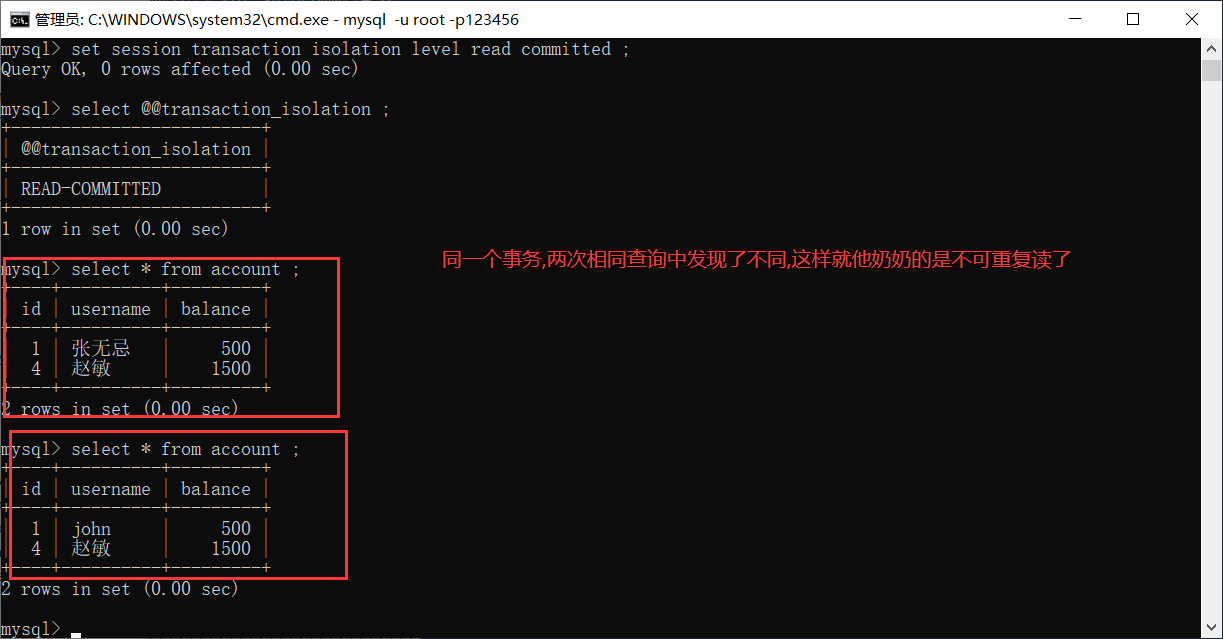 管理员: C:\WINDOWS\system32\cmd.exe - mysql -u root -p123456
mysql> set session transaction isolation level read committed ;
Query OK, 0 rows affected (0.00 sec)
mysql> select @@transaction_isolation ;
+-------------------------+
| @@transaction_isolation |
+-------------------------+
| READ-COMMITTED          |
+-------------------------+
1 row in set (0.00 sec)
同一个事务,两次相同查询中发现了不同,这样就他奶奶的是不可重复读了
mysql> select * from account ;
+----+----------+---------+
| id | username | balance |
+----+----------+---------+
|  1 | 张无忌   |     500 |
|  4 | 赵敏     |    1500 |
+----+----------+---------+
2 rows in set (0.00 sec)
mysql> select * from account ;
+----+----------+---------+
| id | username | balance |
+----+----------+---------+
|  1 | john     |     500 |
|  4 | 赵敏     |    1500 |
+----+----------+---------+
2 rows in set (0.00 sec)
mysql>